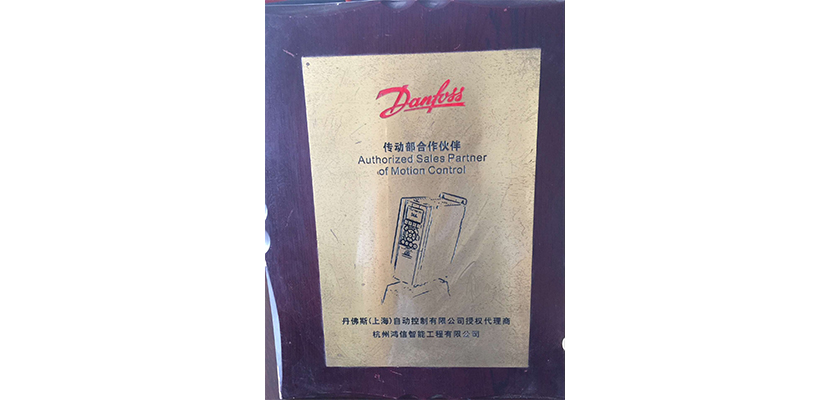 Danfoss
传动部合作伙伴
Authorized Sales Partner
of Motion Control
丹佛斯(上海)自动控制有限公司授权代理商
杭州鸿信智能工程有限公司